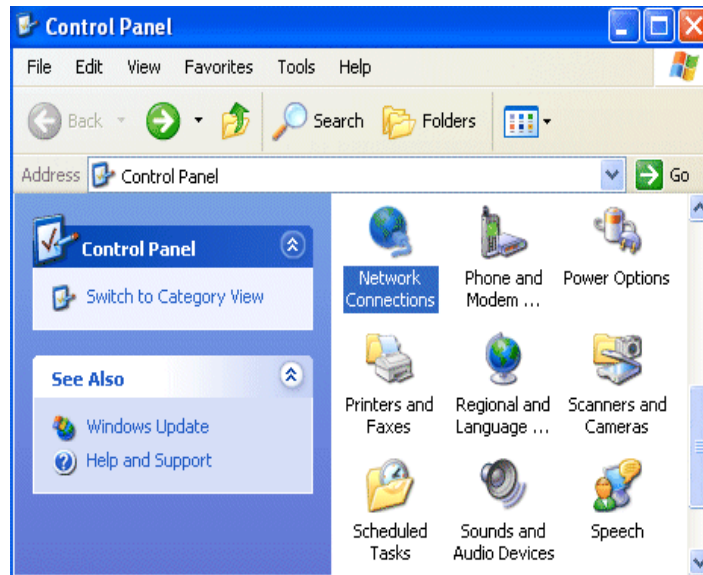 Control Panel
File Edit View Favorites Tools Help
Back Search Folders
Address Control Panel Go
Control Panel
Switch to Category View
See Also
Windows Update
Help and Support
Network
Connections
Phone and
Modem ...
Power Options
Printers and
Faxes
Regional and
Language ...
Scanners and
Cameras
Scheduled
Tasks
Sounds and
Audio Devices
Speech